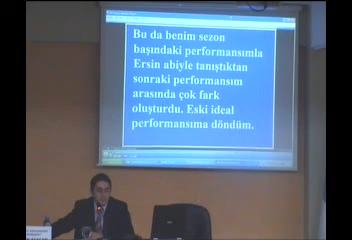 Bu da benim sezon
başındaki performansımla
Ersin abiyle tanıştıktan
sonraki performansım
arasında çok fark
oluşturdu. Eski ideal
performansıma döndüm.